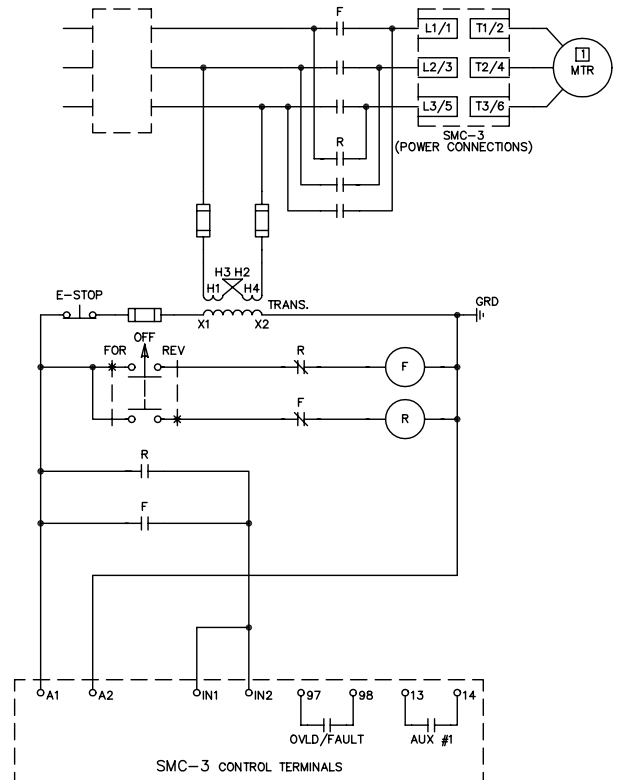 F
L1/1 T1/2
1
MTR
L2/3 T2/4
L3/5 T3/6
SMC-3
(POWER CONNECTIONS)
R
H3 H2
H1 H4
TRANS.
E-STOP
X1 X2
GRD
OFF
FOR REV
R
F
F
R
R
F
A1 A2 IN1 IN2 97 98 13 14
OVLD/FAULT AUX #1
SMC-3 CONTROL TERMINALS